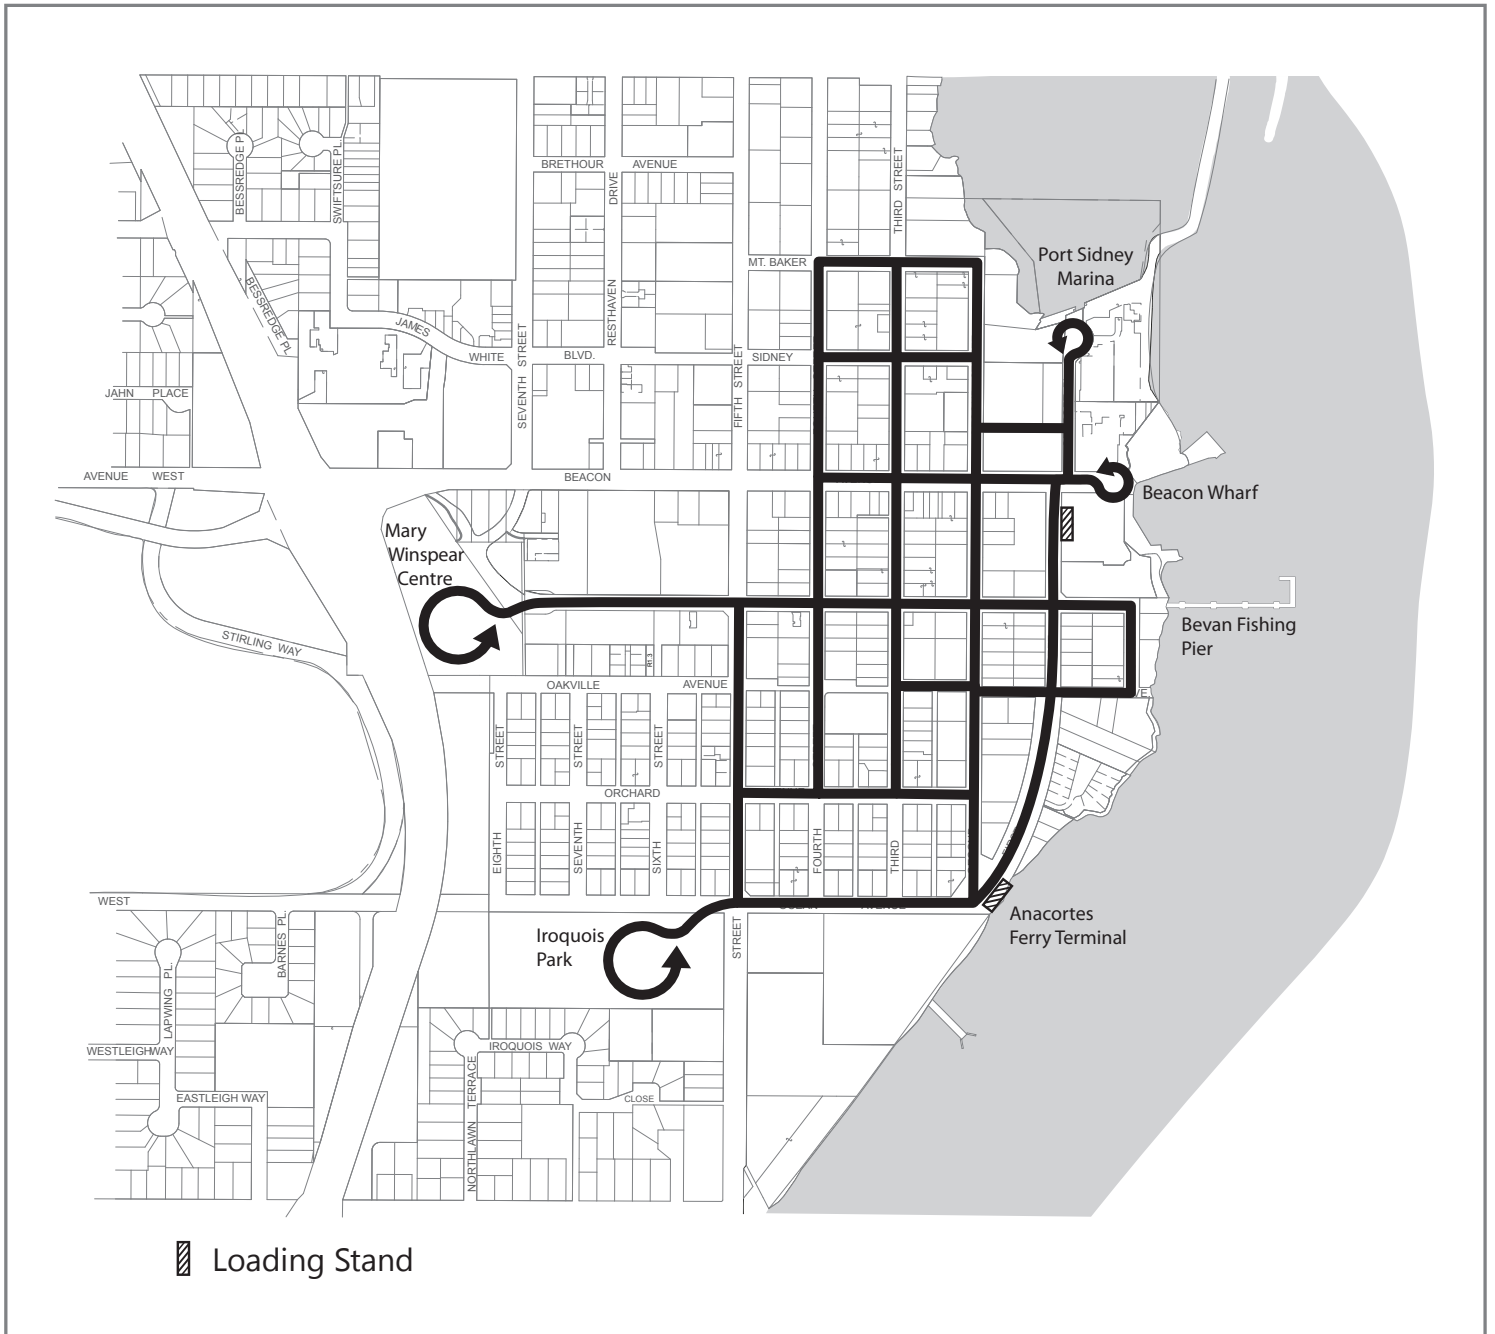 BRETHOUR AVENUE
BESSREDGE PL.
SWIFTSURE PL.
DRIVE
THIRD STREET
Port Sidney
Marina
MT. BAKER
BESSREDGE PL
RESTHAVEN
JAMES
WHITE
BLVD.
SIDNEY
SEVENTH STREET
FIFTH STREET
JAHN PLACE
AVENUE WEST
BEACON
Beacon Wharf
Mary
Winspear
Centre
Bevan Fishing
Pier
STIRLING WAY
R1.3
OAKVILLE AVENUE
VE.
STREET
STREET
STREET
ORCHARD
EIGHTH
SEVENTH
SIXTH
FOURTH
THIRD
WEST
Anacortes
Ferry Terminal
Iroquois
Park
STREET
BARNES PL.
LAPWING PL.
WESTLEIGH WAY
IROQUOIS WAY
EASTLEIGH WAY
CLOSE
NORTHLAWN TERRACE
Loading Stand